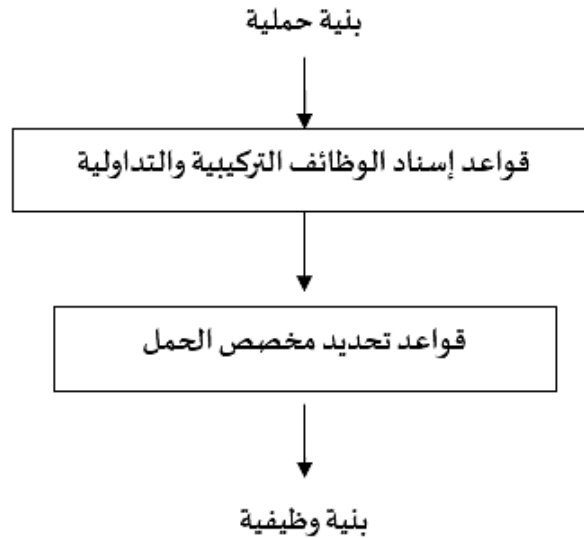 بنية حملية
قواعد إسناد الوظائف التركيبية والتداولية
قواعد تحديد مخصص الحمل
بنية وظيفية